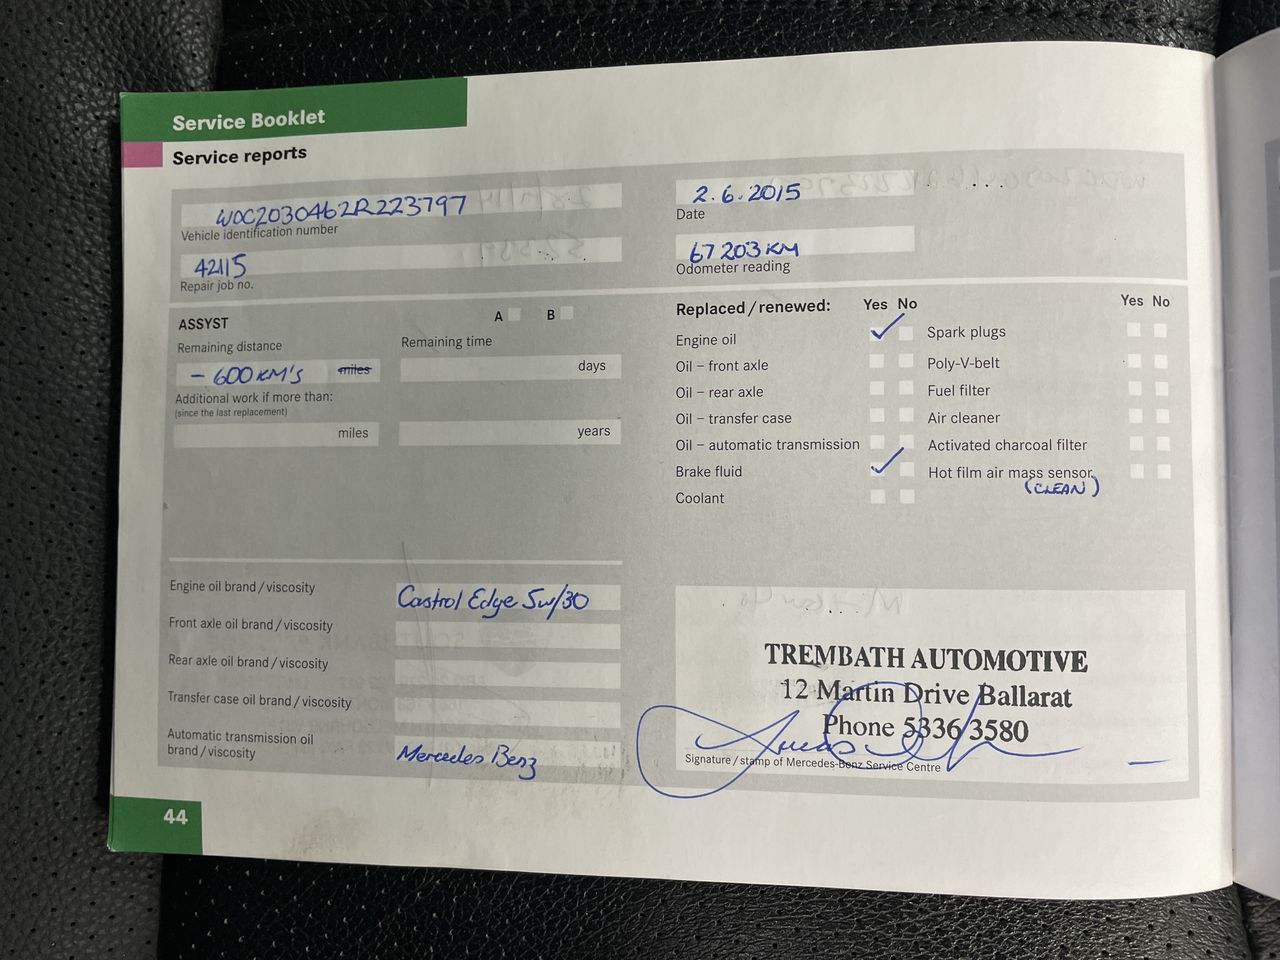 Service Booklet
Service reports
WOC2030462R223797
Vehicle identification number
2.6.2015
Date
42115
Repair job no.
67 203 KM
Odometer reading
ASSYST A B
Remaining distance Remaining time
- 600 KM'S miles days
Additional work if more than:
(since the last replacement)
miles years
Replaced / renewed: Yes No Yes No
Engine oil Spark plugs
Oil – front axle Poly-V-belt
Oil – rear axle Fuel filter
Oil – transfer case Air cleaner
Oil – automatic transmission Activated charcoal filter
Brake fluid Hot film air mass sensor
(CLEAN)
Coolant
Engine oil brand / viscosity Castrol Edge 5w/30
Front axle oil brand / viscosity
Rear axle oil brand / viscosity
Transfer case oil brand / viscosity
Automatic transmission oil
brand / viscosity Mercedes Benz
TREMBATH AUTOMOTIVE
12 Martin Drive Ballarat
Phone 5336 3580
Signature / stamp of Mercedes-Benz Service Centre
44